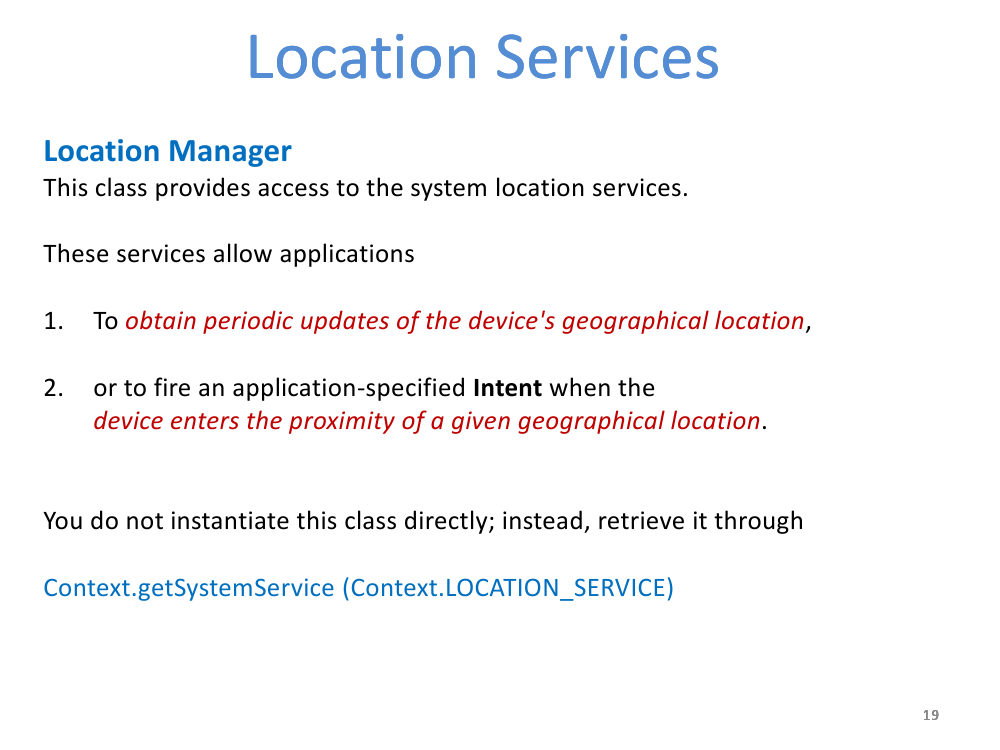 Location Services
Location Manager
This class provides access to the system location services.
These services allow applications
1. To obtain periodic updates of the device's geographical location,
2. or to fire an application-specified Intent when the
device enters the proximity of a given geographical location.
You do not instantiate this class directly; instead, retrieve it through
Context.getSystemService (Context.LOCATION_SERVICE)
19